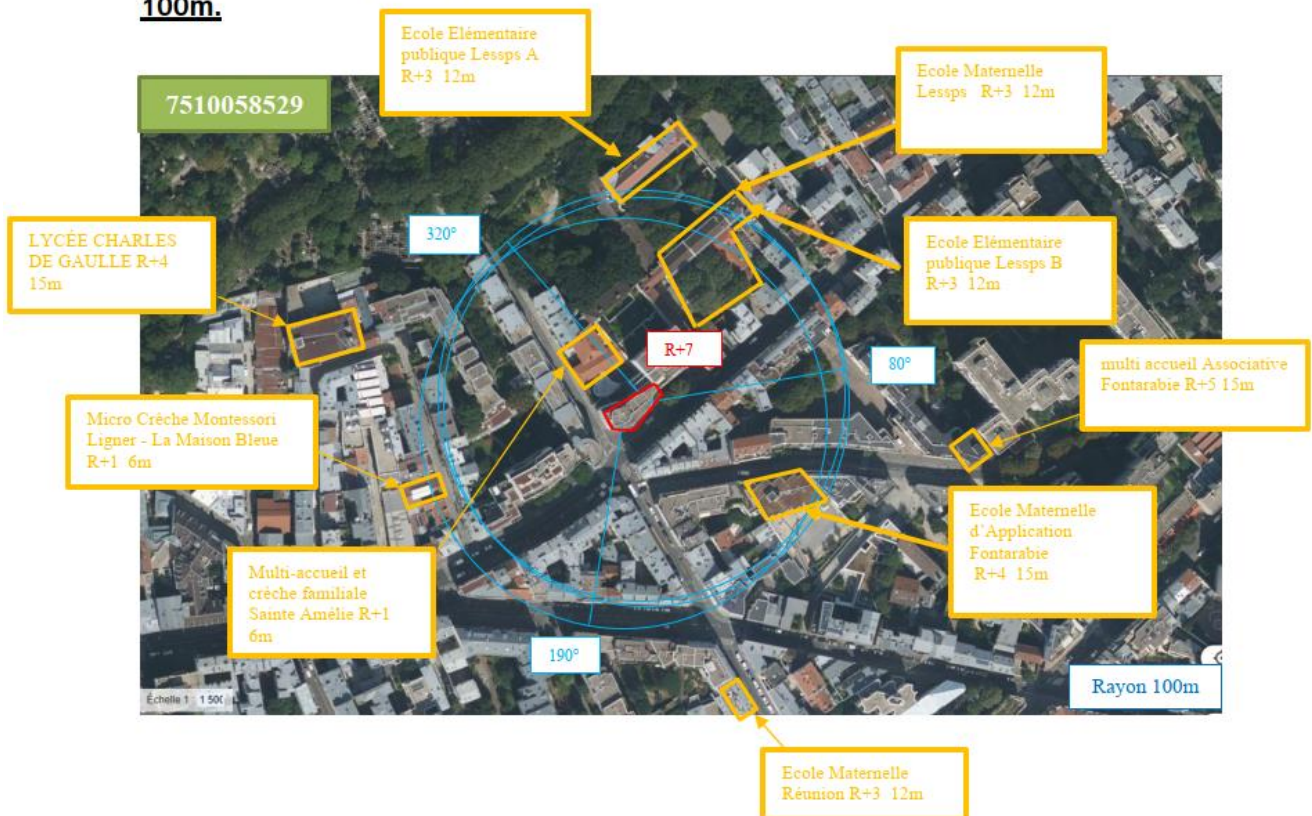 100m.
Ecole Elémentaire
publique Lessps A
R+3 12m
7510058529
Ecole Maternelle
Lessps R+3 12m
320°
LYCÉE CHARLES
DE GAULLE R+4
15m
Ecole Elémentaire
publique Lessps B
R+3 12m
R+7
80°
multi accueil Associative
Fontarabie R+5 15m
Micro Crèche Montessori
Ligner - La Maison Bleue
R+1 6m
Ecole Maternelle
d'Application
Fontarabie
R+4 15m
Multi-accueil et
crèche familiale
Sainte Amélie R+1
6m
190°
Rayon 100m
Échelle 1 1 500
Ecole Maternelle
Réunion R+3 12m